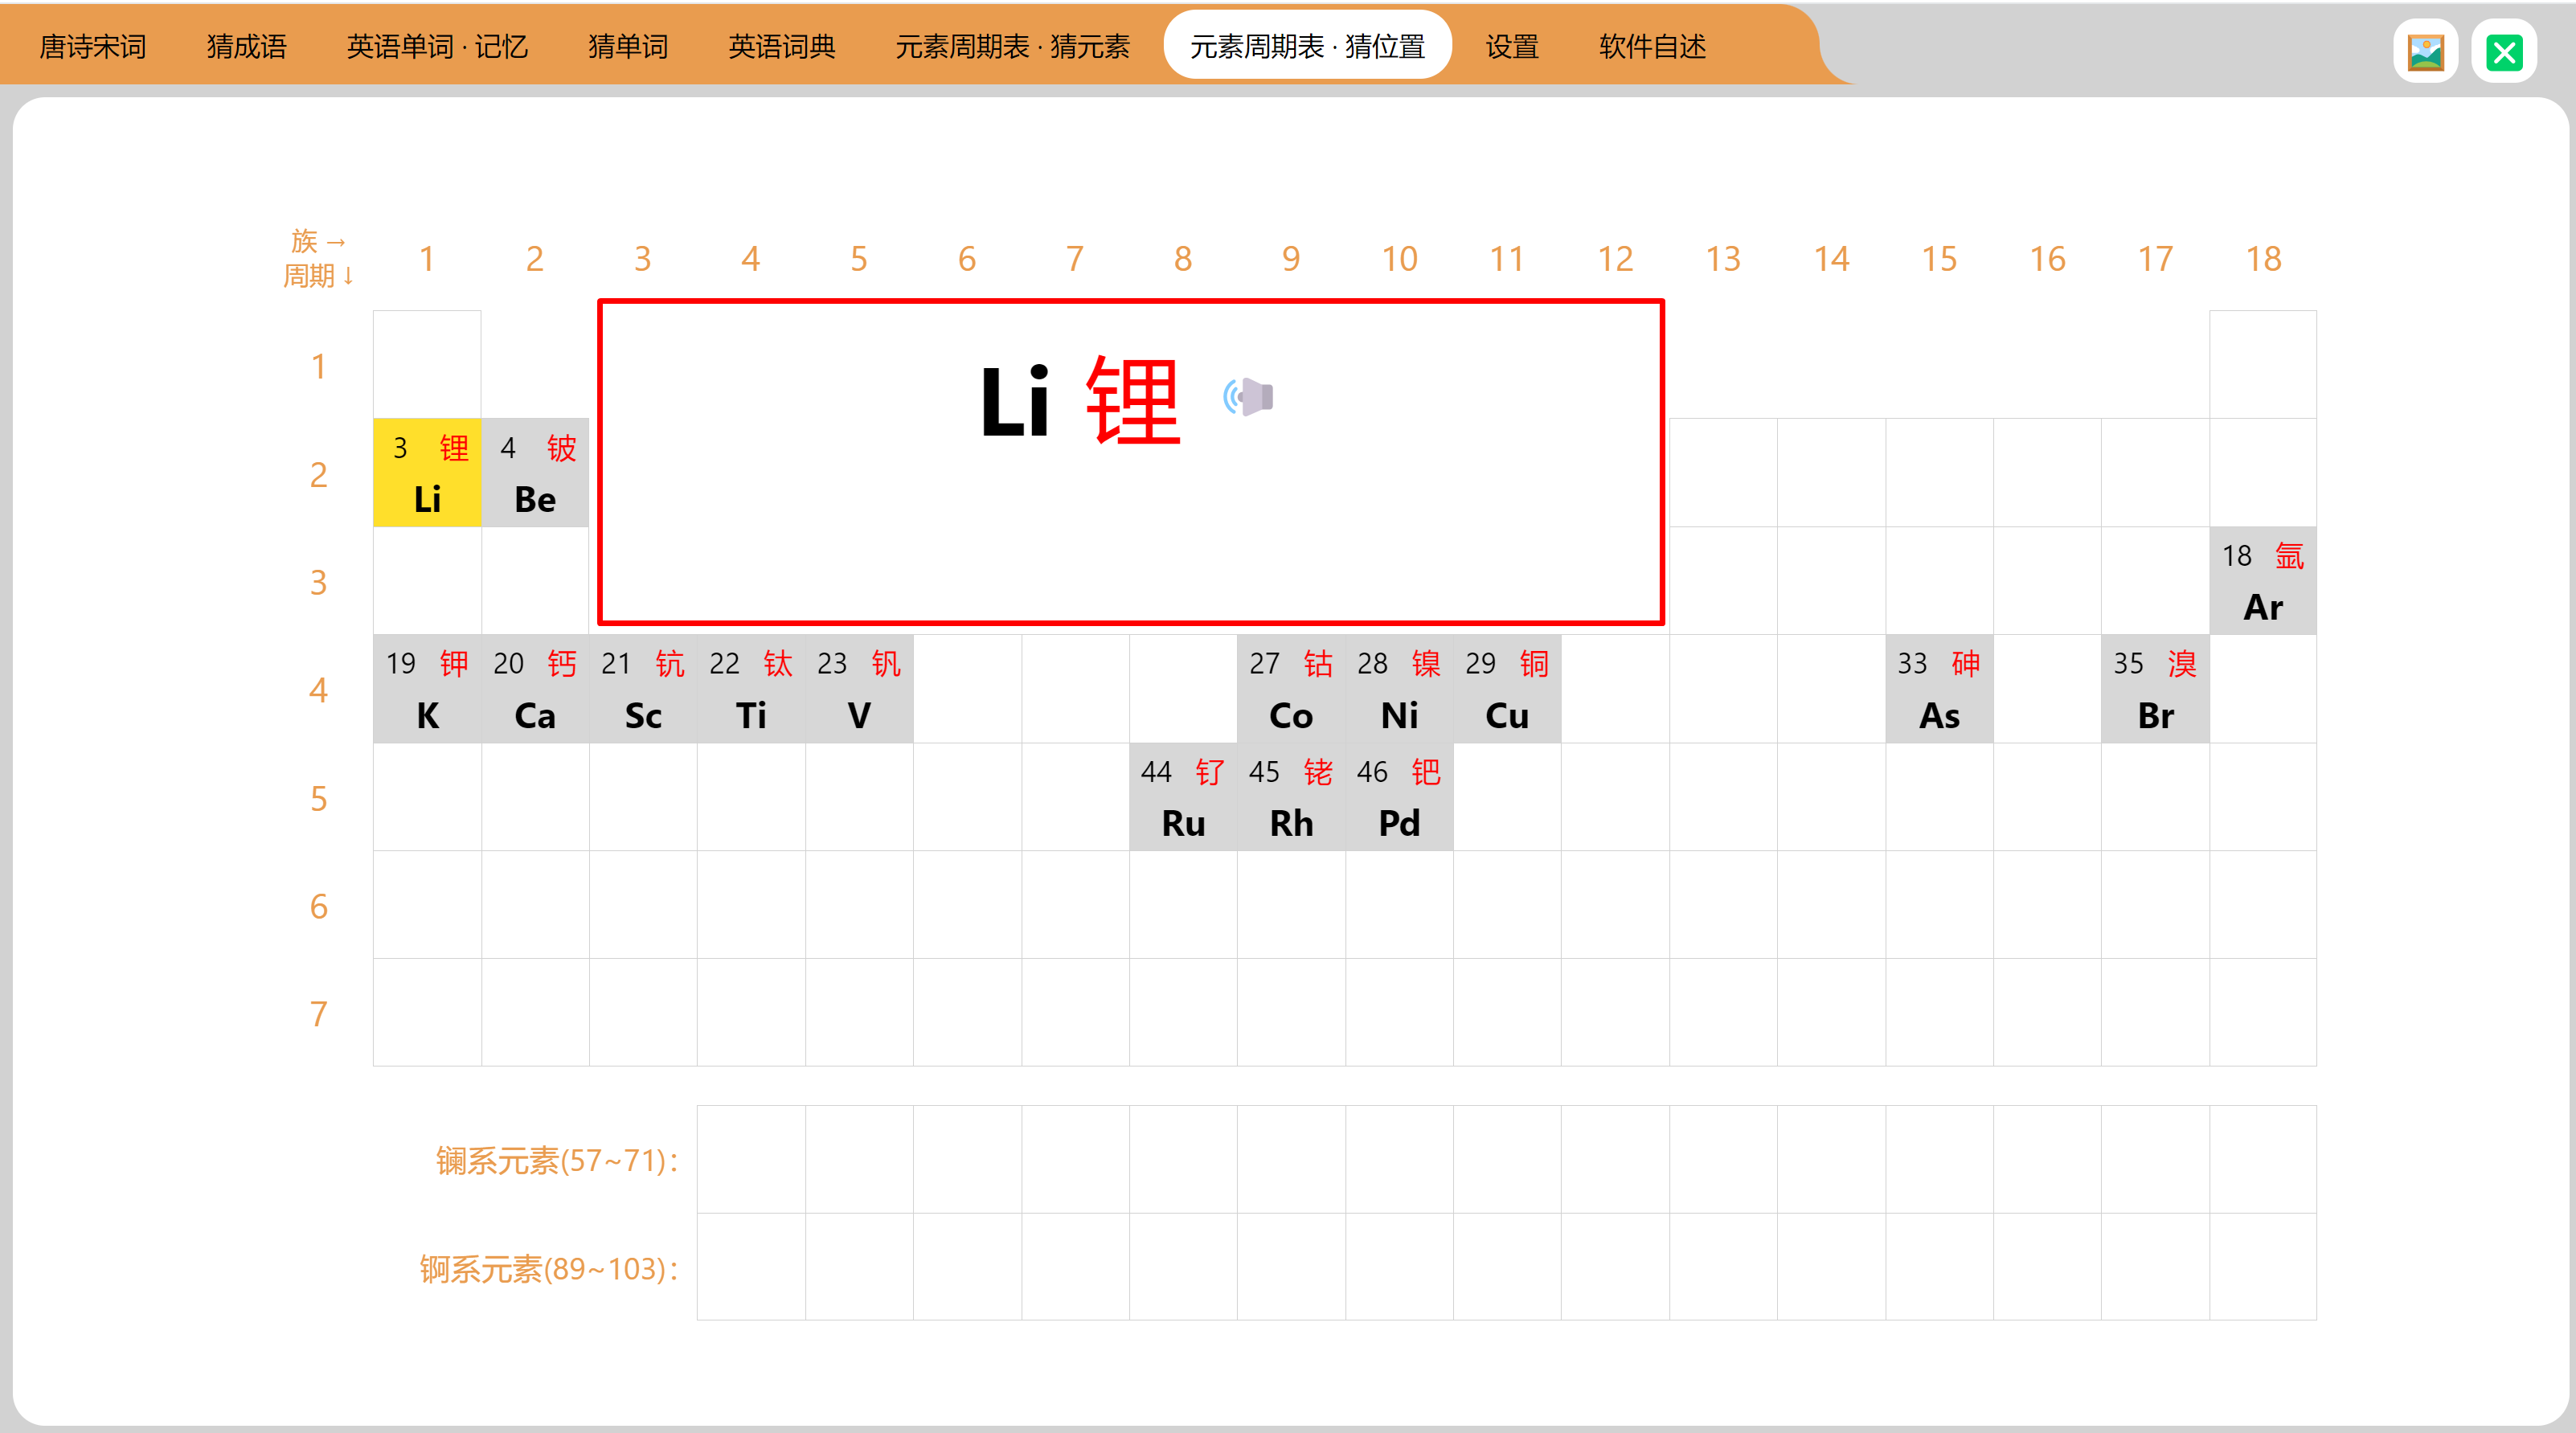 唐诗宋词 猜成语 英语单词 · 记忆 猜单词 英语词典 元素周期表 · 猜元素 元素周期表 · 猜位置 设置 软件自述
族 →
周期 ↓
1 2 3 4 5 6 7 8 9 10 11 12 13 14 15 16 17 18
Li 锂
1
2
3 锂 4 铍
Li Be
3
18 氩
Ar
4
19 钾 20 钙 21 钪 22 钛 23 钒 27 钴 28 镍 29 铜 33 砷 35 溴
K Ca Sc Ti V Co Ni Cu As Br
5
44 钌 45 铑 46 钯
Ru Rh Pd
6
7
镧系元素(57~71)：
锕系元素(89~103)：